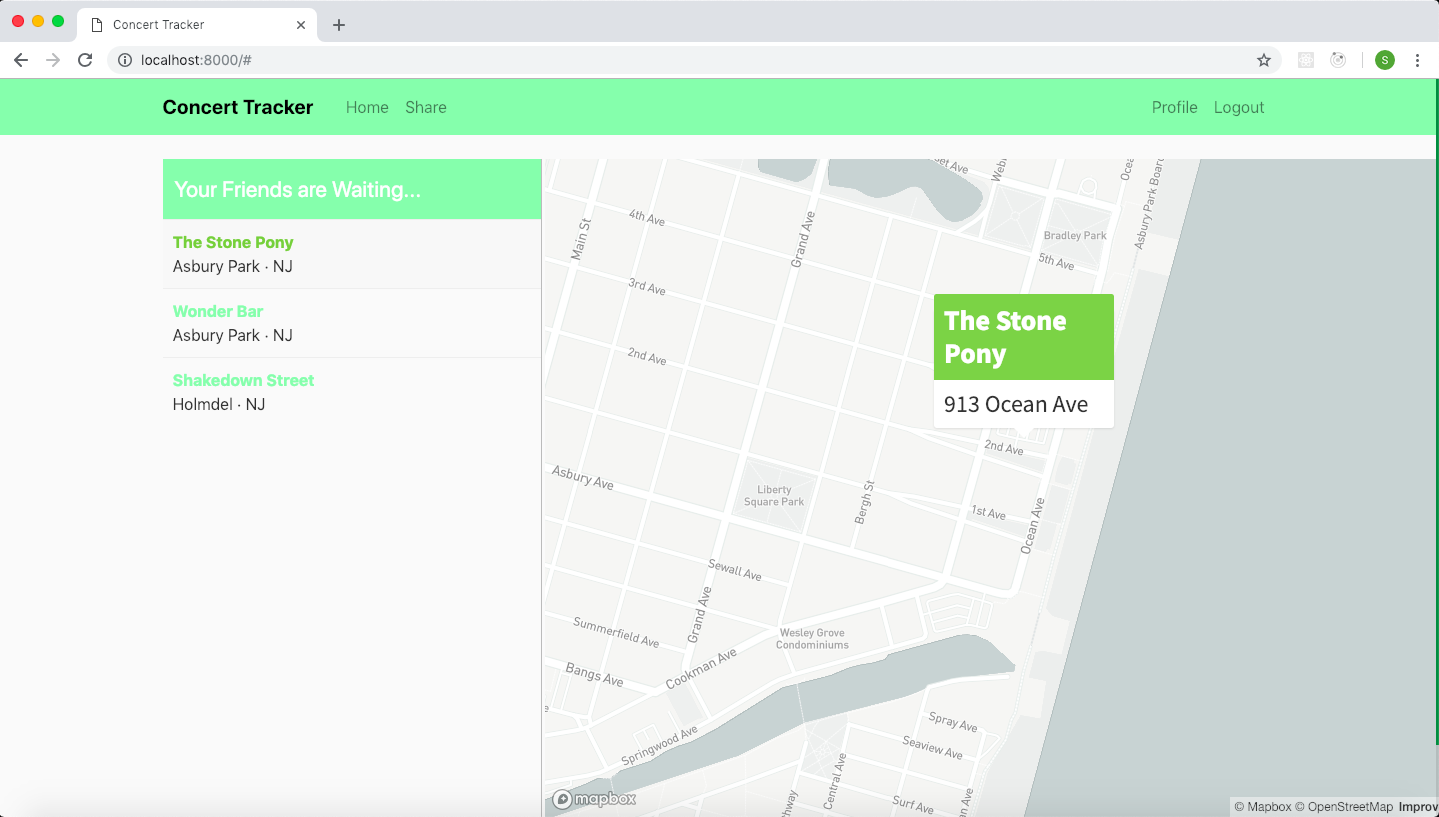 Concert Tracker
localhost:8000/#
S
Concert Tracker
Home
Share
Profile
Logout
Your Friends are Waiting...
The Stone Pony
Asbury Park · NJ
Wonder Bar
Asbury Park · NJ
Shakedown Street
Holmdel · NJ
Main St
4th Ave
Grand Ave
Bradley Park
5th Ave
Asbury Park Boar
3rd Ave
2nd Ave
The Stone
Pony
913 Ocean Ave
2nd Ave
Asbury Ave
Liberty
Square Park
Bergh St
1st Ave
Ocean Ave
Sewall Ave
Grand Ave
Summerfield Ave
Wesley Grove
Condominiums
Bangs Ave
Cookman Ave
Springwood Ave
Spray Ave
Seaview Ave
Central Ave
Surf Ave
mapbox
© Mapbox © OpenStreetMap Improv